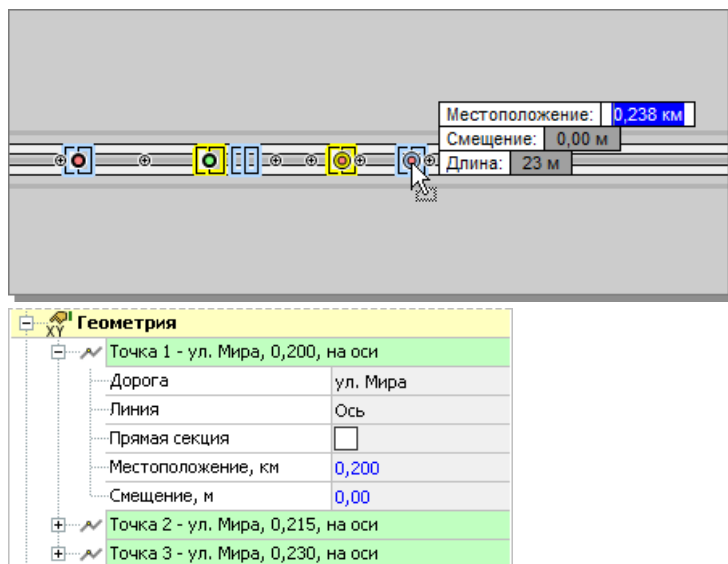 Местоположение: 0,238 км
Смещение: 0,00 м
Длина: 23 м
XY Геометрия
Точка 1 - ул. Мира, 0,200, на оси
Дорога ул. Мира
Линия Ось
Прямая секция
Местоположение, км 0,200
Смещение, м 0,00
Точка 2 - ул. Мира, 0,215, на оси
Точка 3 - ул. Мира, 0,230, на оси